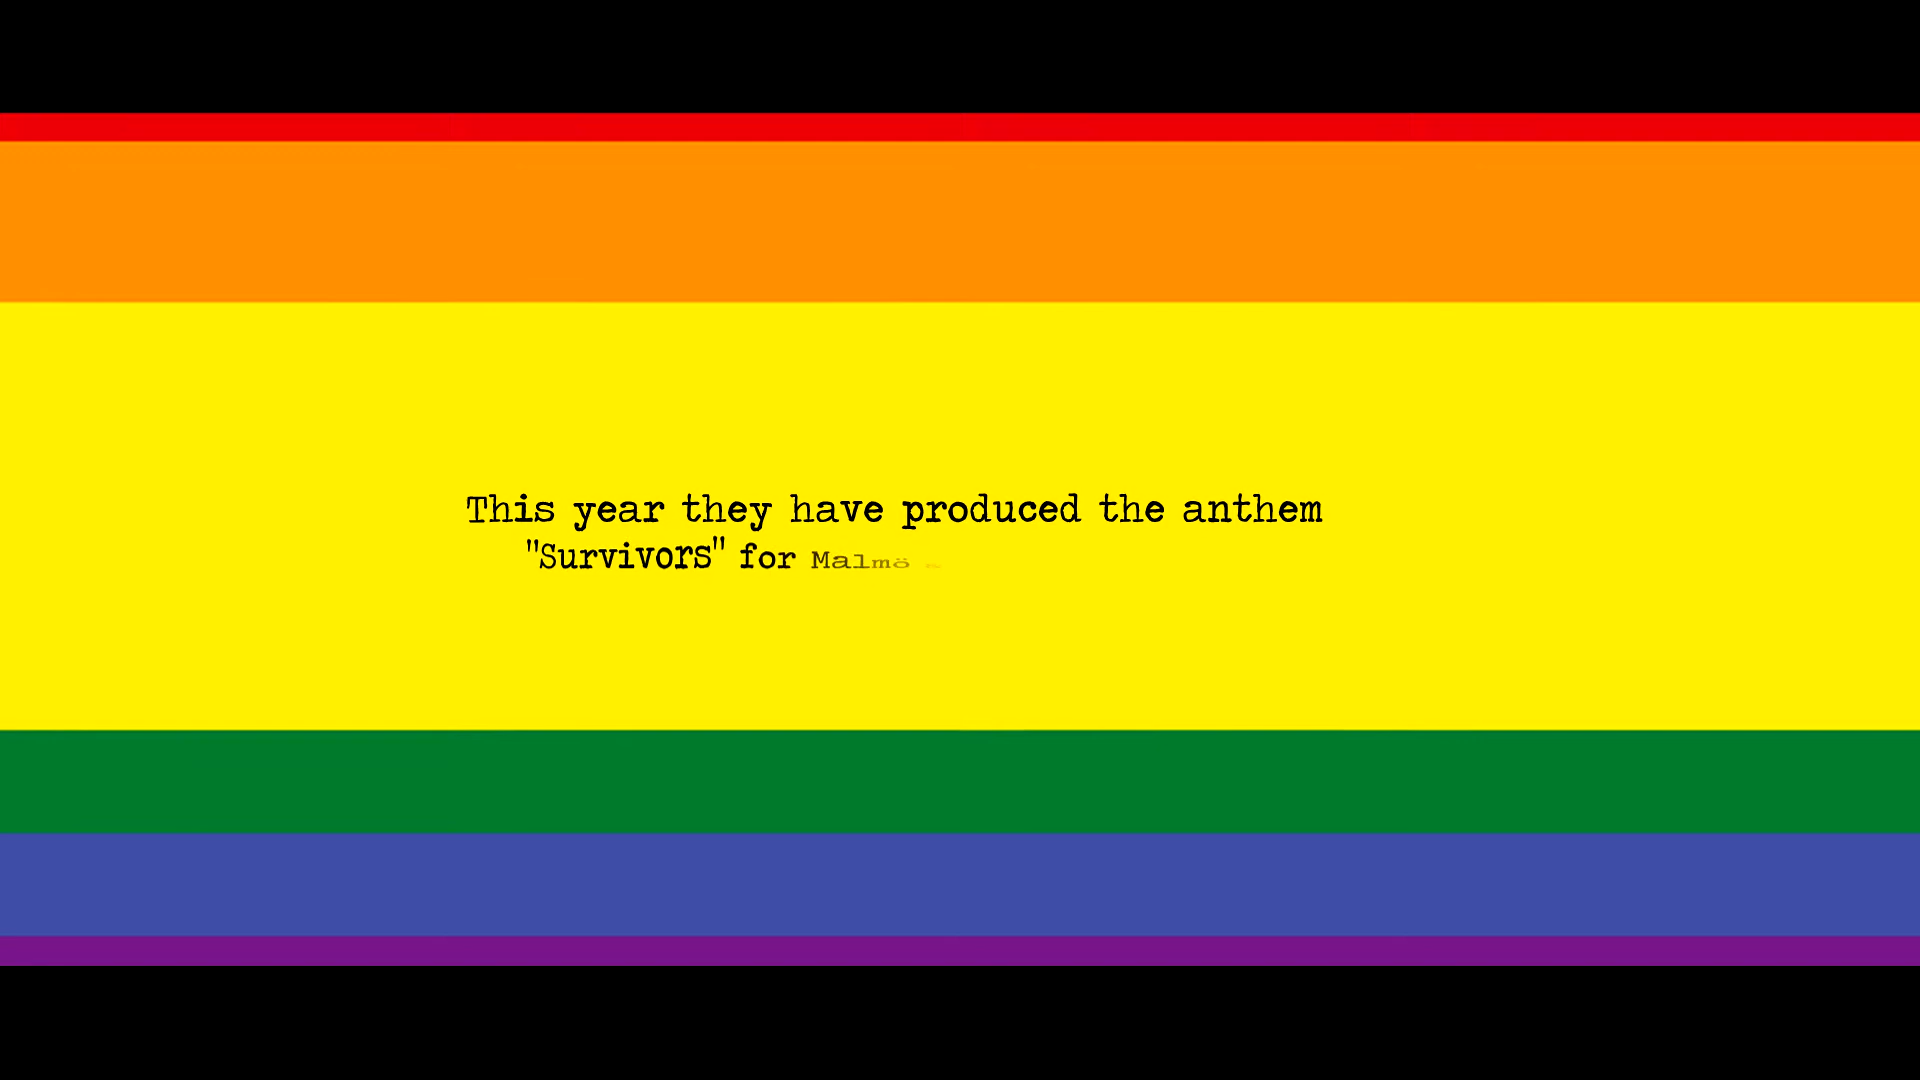 This year they have produced the anthem
"Survivors" for Malmö